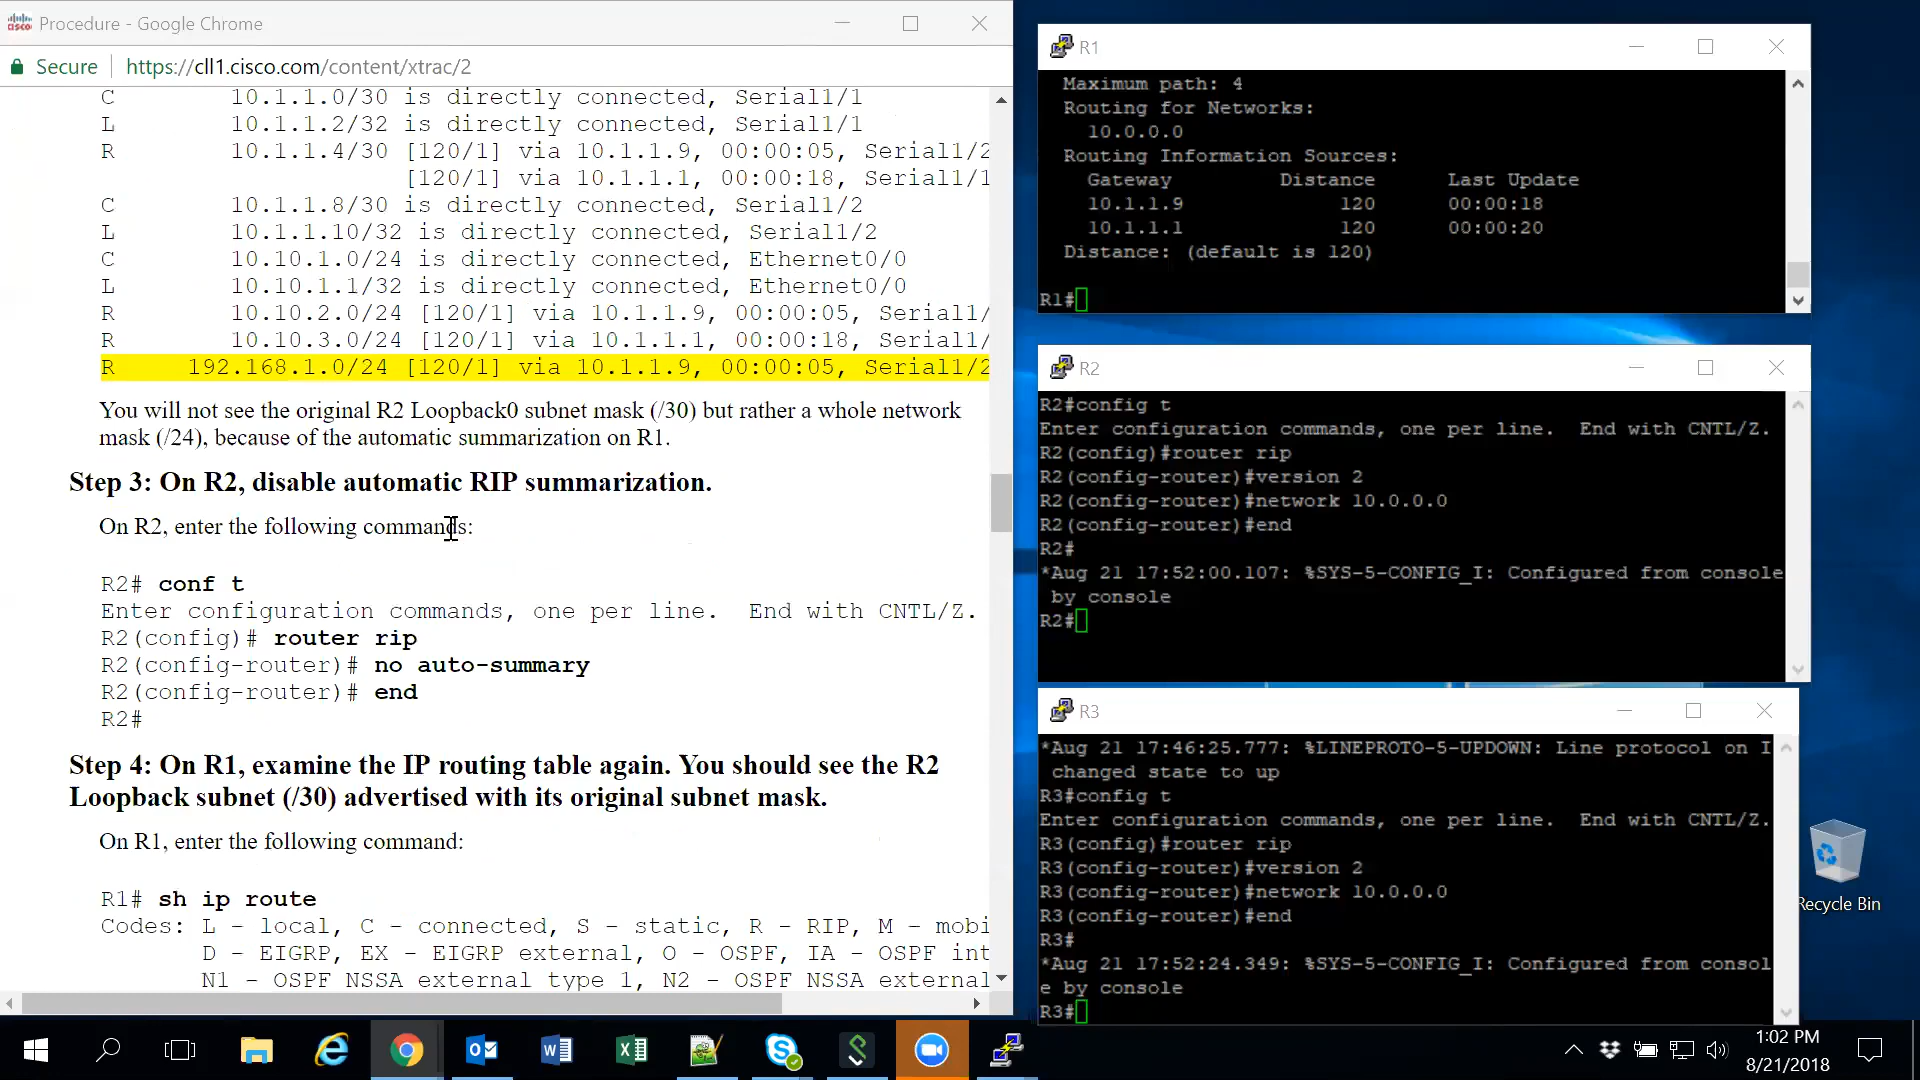 Procedure - Google Chrome
Secure
https://cll1.cisco.com/content/xtrac/2
C 10.1.1.0/30 is directly connected, Serial1/1
L 10.1.1.2/32 is directly connected, Serial1/1
R 10.1.1.4/30 [120/1] via 10.1.1.9, 00:00:05, Serial1/2
[120/1] via 10.1.1.1, 00:00:18, Serial1/1
C 10.1.1.8/30 is directly connected, Serial1/2
L 10.1.1.10/32 is directly connected, Serial1/2
C 10.10.1.0/24 is directly connected, Ethernet0/0
L 10.10.1.1/32 is directly connected, Ethernet0/0
R 10.10.2.0/24 [120/1] via 10.1.1.9, 00:00:05, Serial1/
R 10.10.3.0/24 [120/1] via 10.1.1.1, 00:00:18, Serial1/
R 192.168.1.0/24 [120/1] via 10.1.1.9, 00:00:05, Serial1/2
You will not see the original R2 Loopback0 subnet mask (/30) but rather a whole network
mask (/24), because of the automatic summarization on R1.
Step 3: On R2, disable automatic RIP summarization.
On R2, enter the following commands:
R2# conf t
Enter configuration commands, one per line. End with CNTL/Z.
R2(config)# router rip
R2(config-router)# no auto-summary
R2(config-router)# end
R2#
Step 4: On R1, examine the IP routing table again. You should see the R2
Loopback subnet (/30) advertised with its original subnet mask.
On R1, enter the following command:
R1# sh ip route
Codes: L - local, C - connected, S - static, R - RIP, M - mobi
D - EIGRP, EX - EIGRP external, O - OSPF, IA - OSPF int
N1 - OSPF NSSA external type 1, N2 - OSPF NSSA external
R1
Maximum path: 4
Routing for Networks:
10.0.0.0
Routing Information Sources:
Gateway Distance Last Update
10.1.1.9 120 00:00:18
10.1.1.1 120 00:00:20
Distance: (default is 120)
R1#
R2
R2#config t
Enter configuration commands, one per line. End with CNTL/Z.
R2(config)#router rip
R2(config-router)#version 2
R2(config-router)#network 10.0.0.0
R2(config-router)#end
R2#
*Aug 21 17:52:00.107: %SYS-5-CONFIG_I: Configured from console
by console
R2#
R3
*Aug 21 17:46:25.777: %LINEPROTO-5-UPDOWN: Line protocol on I
changed state to up
R3#config t
Enter configuration commands, one per line. End with CNTL/Z.
R3(config)#router rip
R3(config-router)#version 2
R3(config-router)#network 10.0.0.0
R3(config-router)#end
R3#
*Aug 21 17:52:24.349: %SYS-5-CONFIG_I: Configured from consol
e by console
R3#
Recycle Bin
1:02 PM
8/21/2018